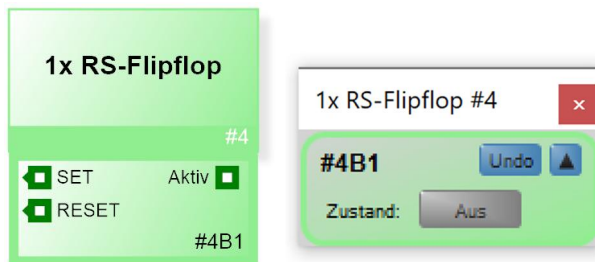 1x RS-Flipflop
#4
SET Aktiv
RESET
#4B1
1x RS-Flipflop #4
×
#4B1 Undo ▲
Zustand: Aus